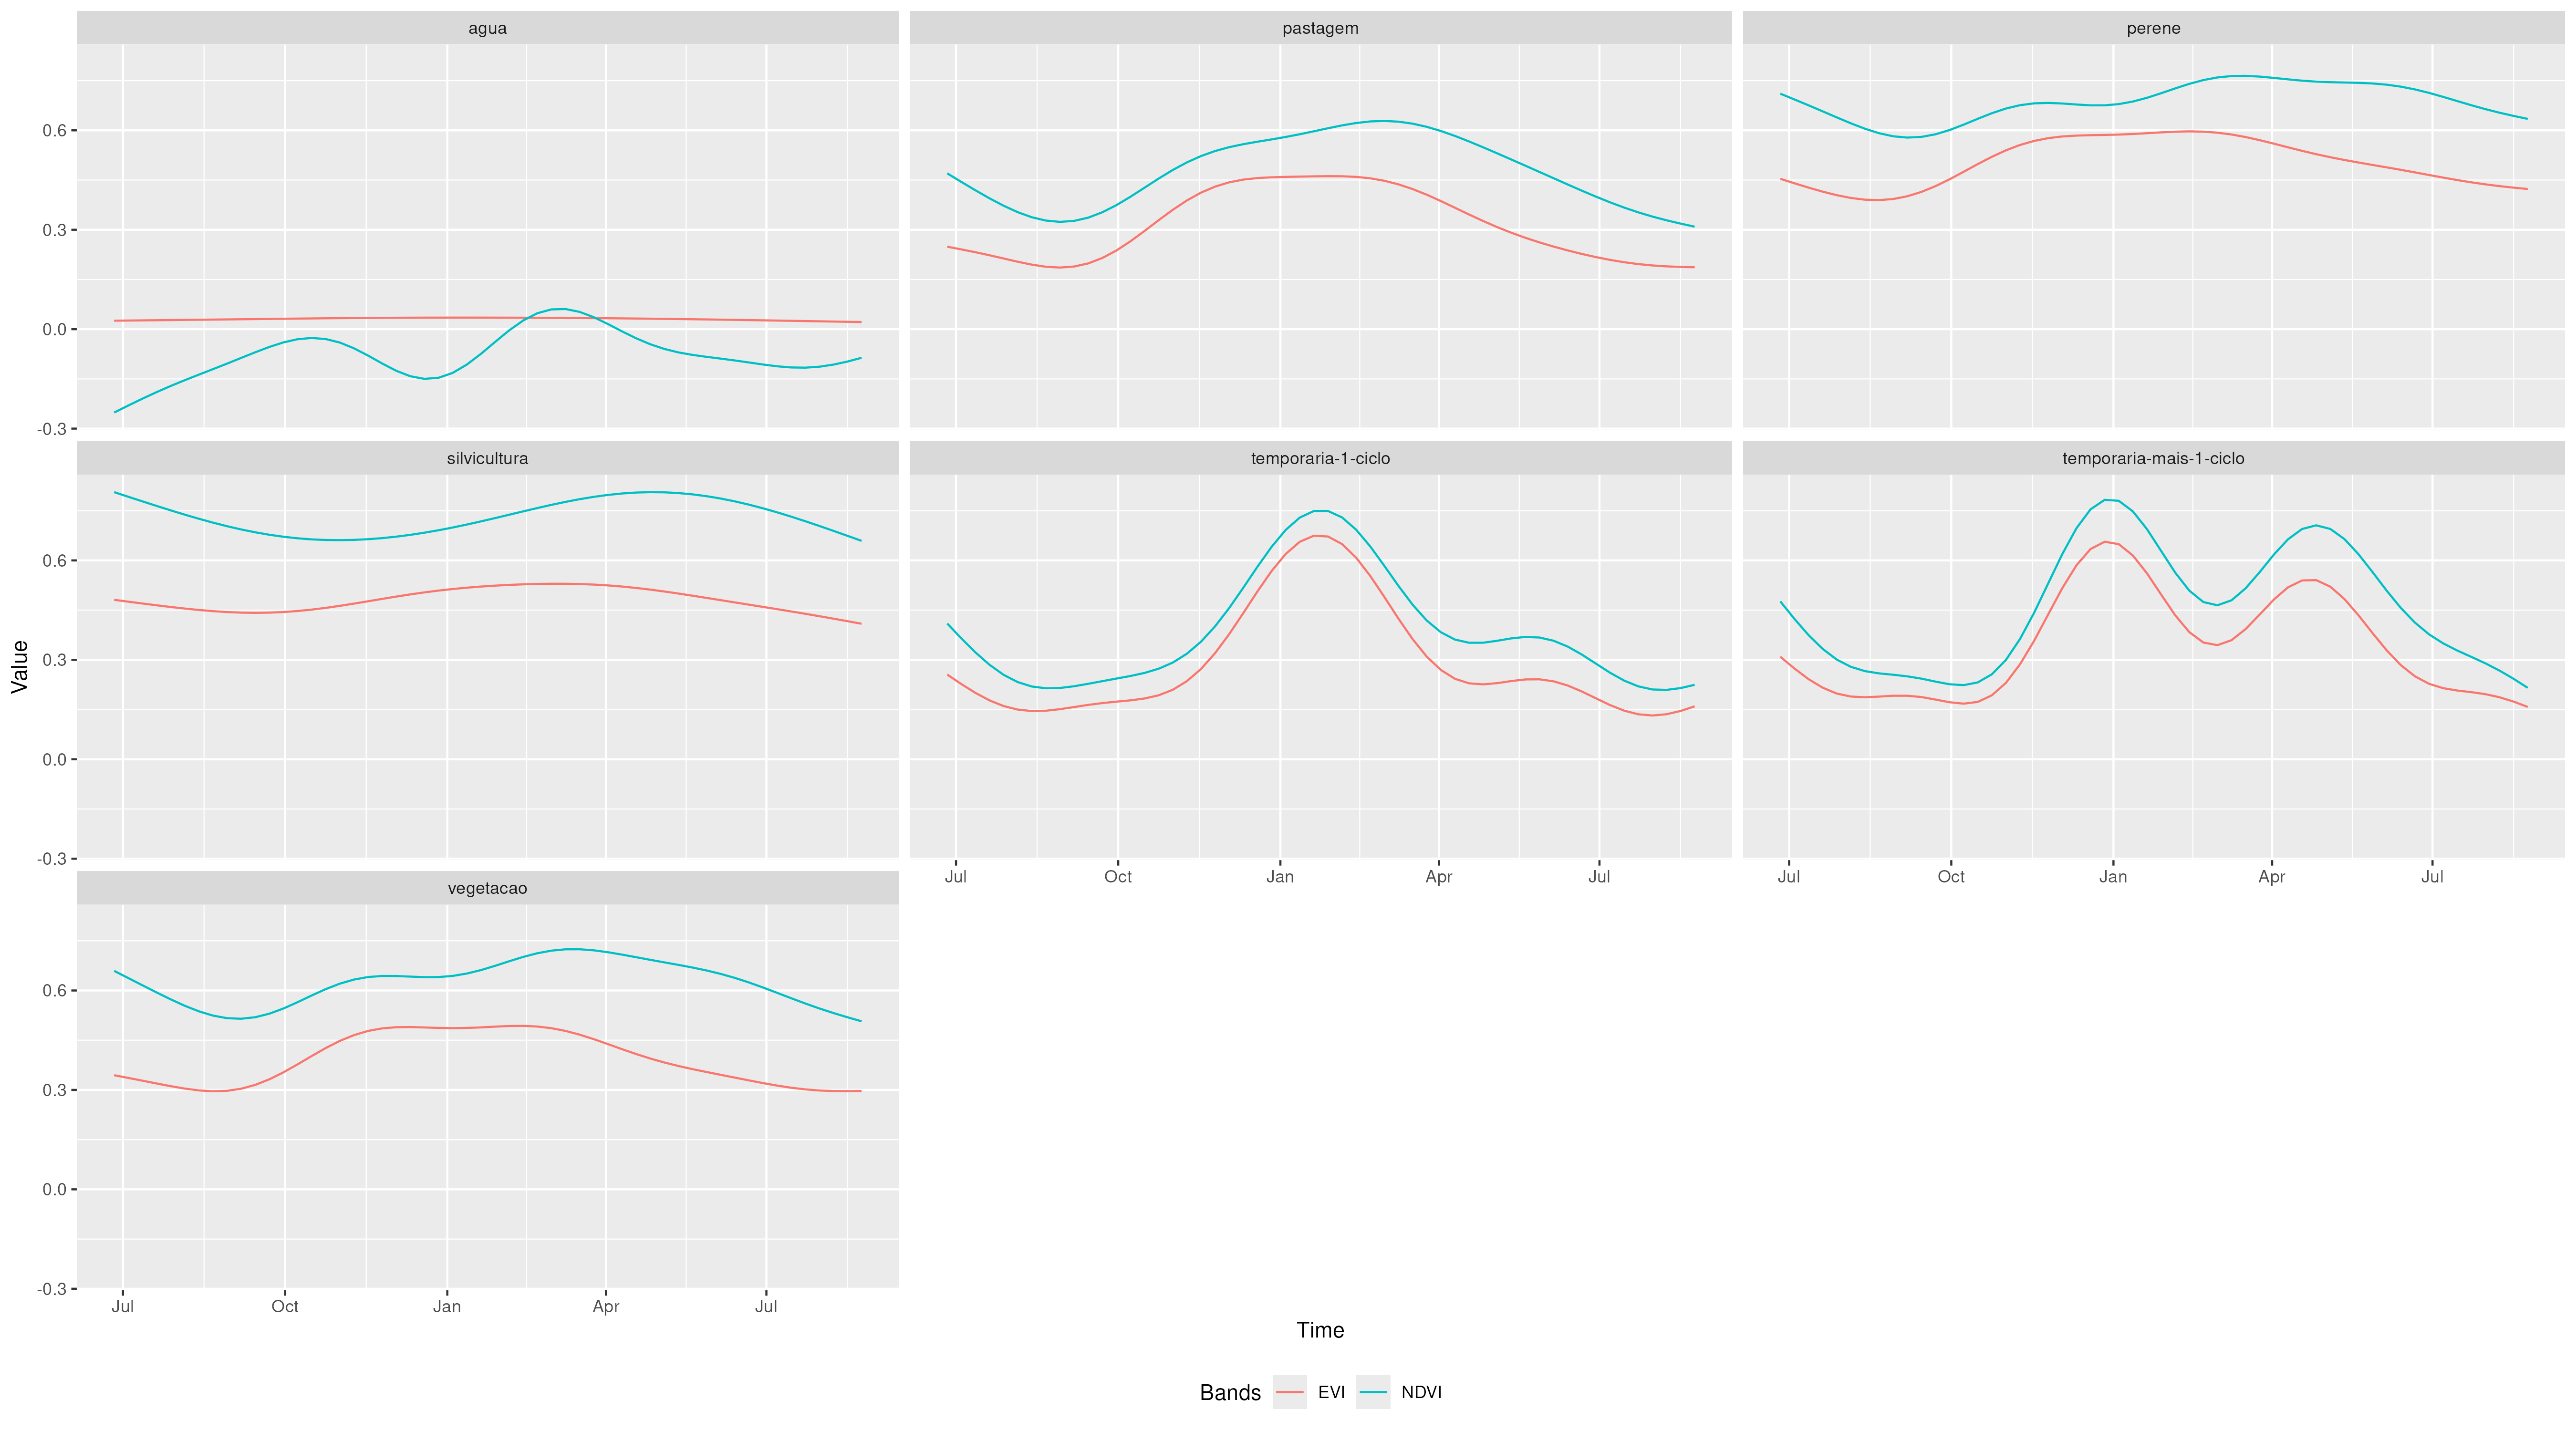 agua
pastagem
perene
0.6
0.3
0.0
-0.3
silvicultura
temporaria-1-ciclo
temporaria-mais-1-ciclo
0.6
0.3
0.0
-0.3
Jul Oct Jan Apr Jul
Jul Oct Jan Apr Jul
vegetacao
0.6
0.3
0.0
-0.3
Jul Oct Jan Apr Jul
Value
Time
Bands EVI NDVI